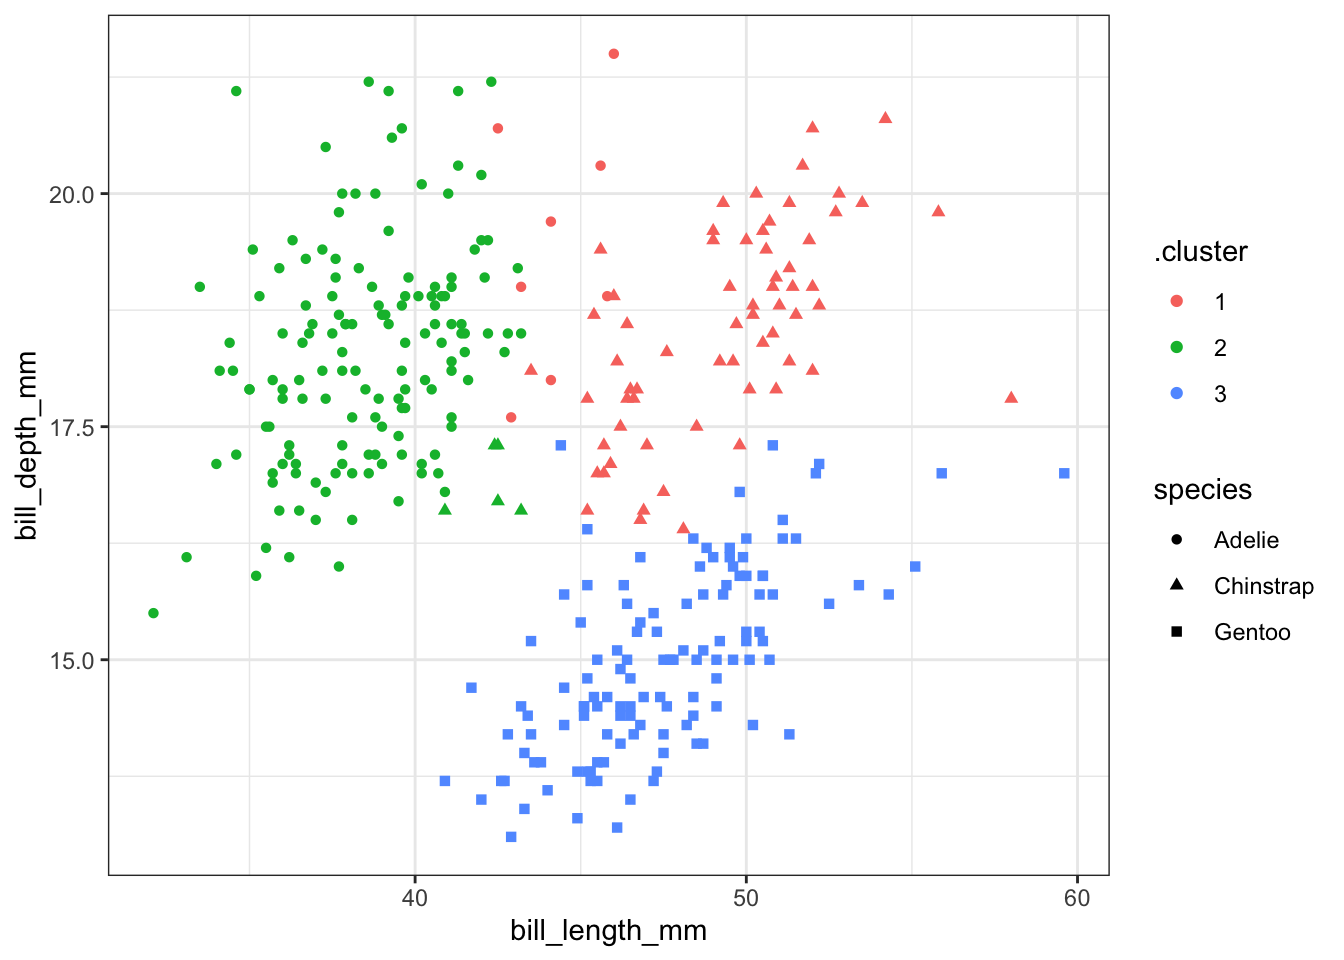 20.0
17.5
15.0
bill_depth_mm
40
50
60
bill_length_mm
.cluster
1
2
3
species
Adelie
Chinstrap
Gentoo